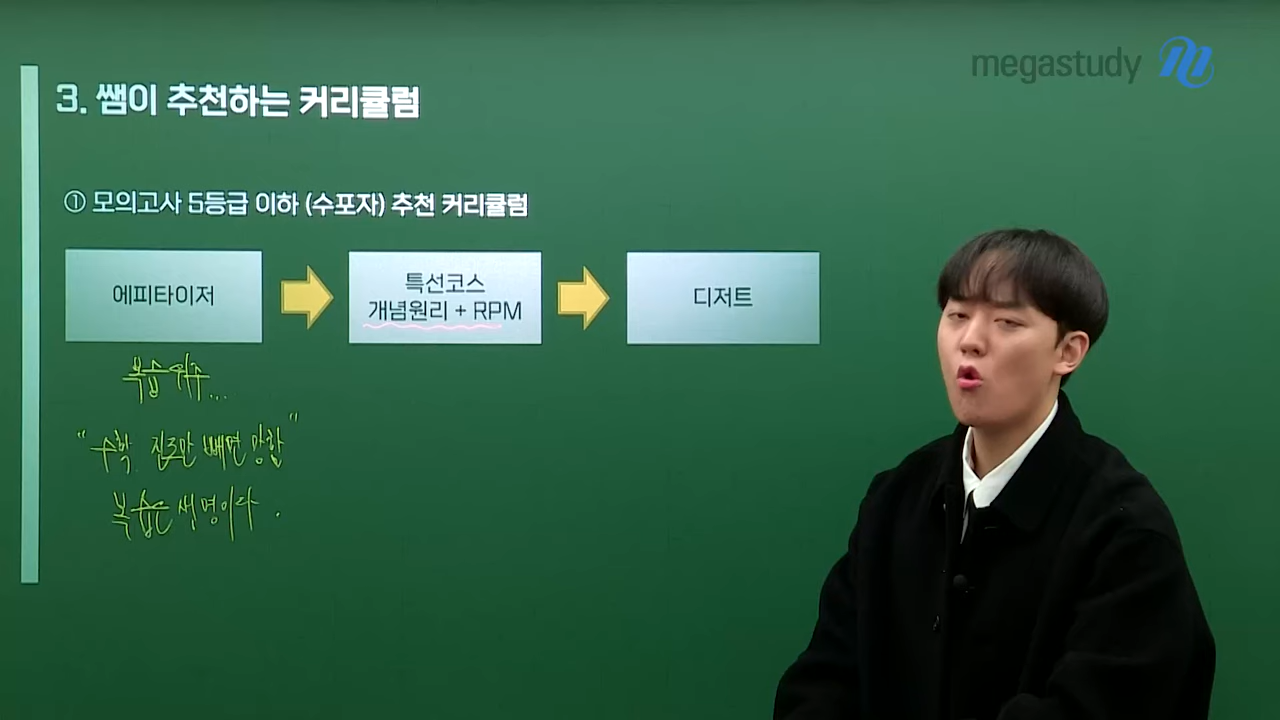 megastudy
3. 쌤이 추천하는 커리큘럼
① 모의고사 5등급 이하 (수포자) 추천 커리큘럼
에피타이저
특선코스
개념원리 + RPM
디저트
복습 위주...
"수학 진도만 빼면 망함"
복습은 생명이다.